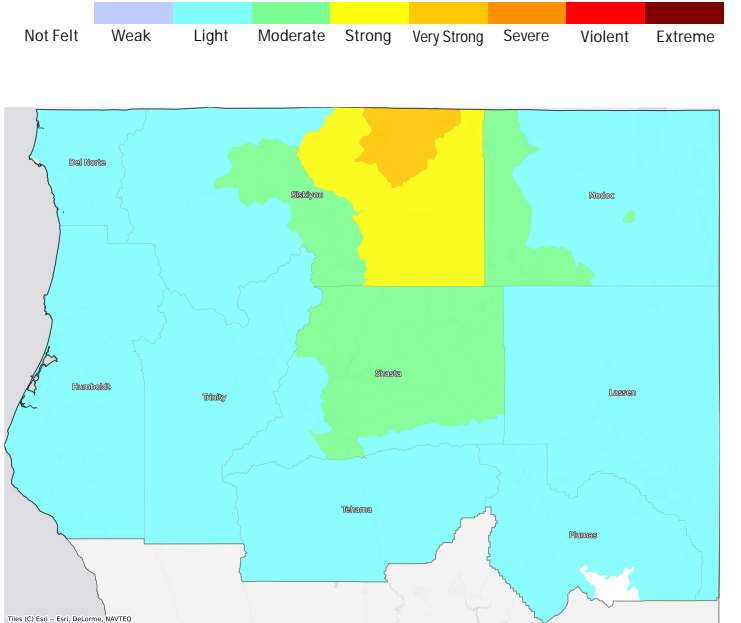 Not Felt Weak Light Moderate Strong Very Strong Severe Violent Extreme
Del Norte
Siskiyou
Modoc
Shasta
Humboldt
Lassen
Trinity
Tehama
Plumas
Tiles (C) Esri -- Esri, DeLorme, NAVTEQ